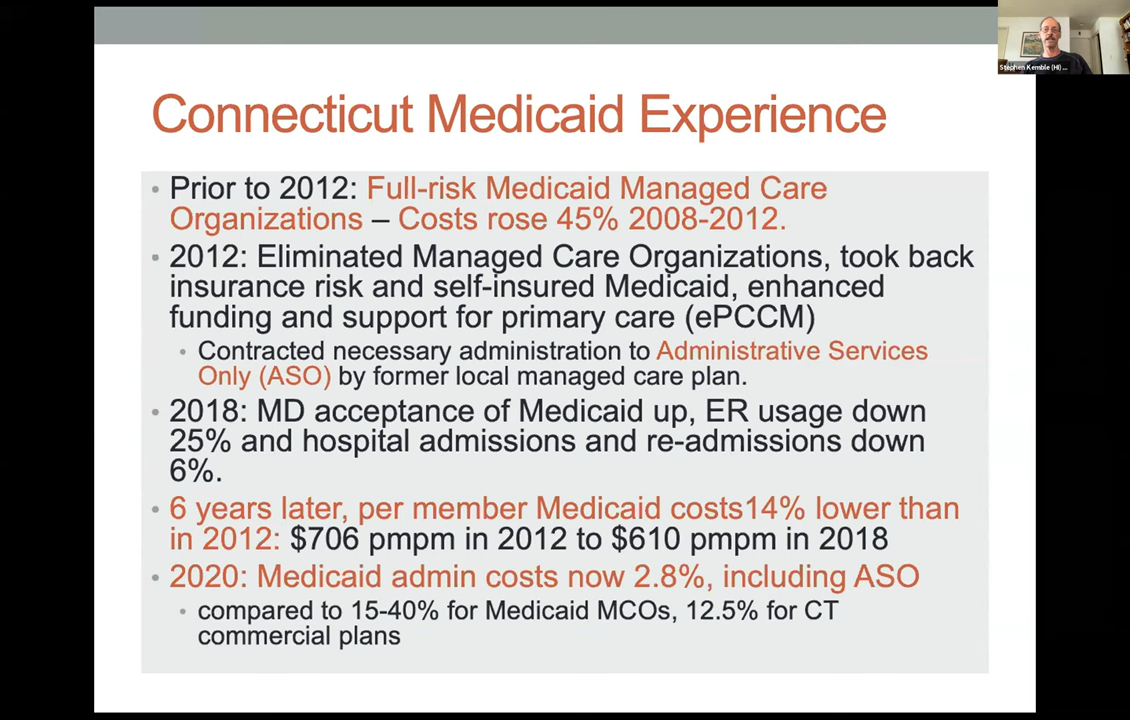 Stephen Kemble (HI) ...
Connecticut Medicaid Experience
• Prior to 2012: Full-risk Medicaid Managed Care
Organizations – Costs rose 45% 2008-2012.
• 2012: Eliminated Managed Care Organizations, took back
insurance risk and self-insured Medicaid, enhanced
funding and support for primary care (ePCCM)
• Contracted necessary administration to Administrative Services
Only (ASO) by former local managed care plan.
• 2018: MD acceptance of Medicaid up, ER usage down
25% and hospital admissions and re-admissions down
6%.
• 6 years later, per member Medicaid costs14% lower than
in 2012: $706 pmpm in 2012 to $610 pmpm in 2018
• 2020: Medicaid admin costs now 2.8%, including ASO
• compared to 15-40% for Medicaid MCOs, 12.5% for CT
commercial plans